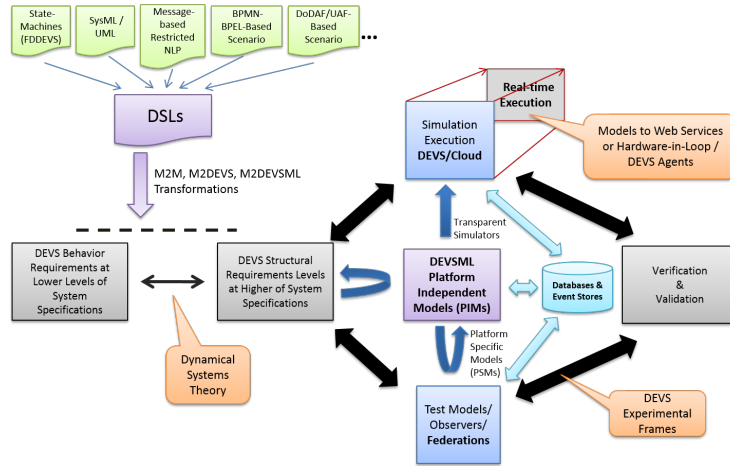 State-
Machines
(FDDEVS)
SysML /
UML
Message-
based
Restricted
NLP
BPMN-
BPEL-Based
Scenario
DoDAF/UAF-
Based
Scenario
...
DSLs
M2M, M2DEVS, M2DEVSML
Transformations
Real-time
Execution
Simulation
Execution
DEVS/Cloud
Models to Web Services
or Hardware-in-Loop /
DEVS Agents
Transparent
Simulators
DEVS Behavior
Requirements at
Lower Levels of
System
Specifications
DEVS Structural
Requirements Levels
at Higher of System
Specifications
DEVSML
Platform
Independent
Models (PIMs)
Databases &
Event Stores
Verification
&
Validation
Platform
Specific
Models
(PSMs)
Dynamical
Systems
Theory
Test Models/
Observers/
Federations
DEVS
Experimental
Frames